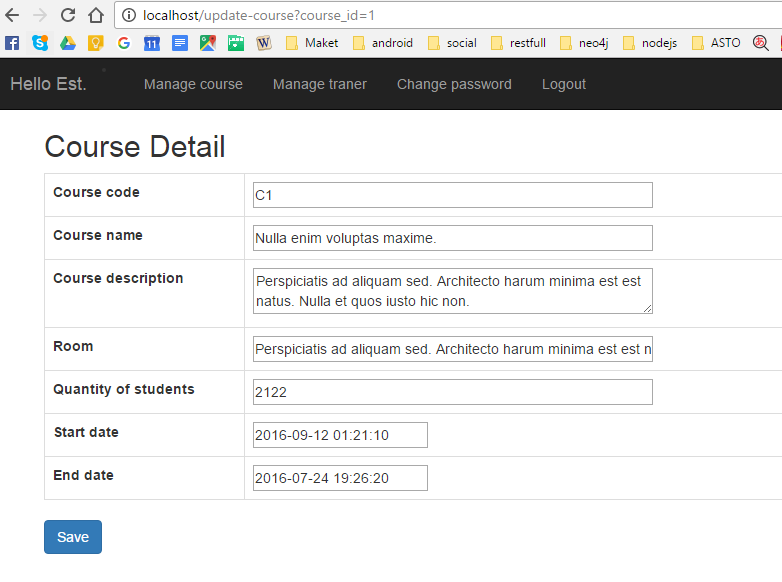 localhost/update-course?course_id=1
11 G W Maket android social restfull neo4j nodejs ASTO あ
Hello Est. Manage course Manage traner Change password Logout
Course Detail
Course code C1
Course name Nulla enim voluptas maxime.
Course description Perspiciatis ad aliquam sed. Architecto harum minima est est
natus. Nulla et quos iusto hic non.
Room Perspiciatis ad aliquam sed. Architecto harum minima est est n
Quantity of students 2122
Start date 2016-09-12 01:21:10
End date 2016-07-24 19:26:20
Save